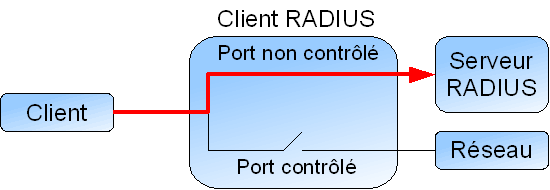 Client RADIUS
Port non contrôlé
Serveur
RADIUS
Client
Réseau
Port contrôlé